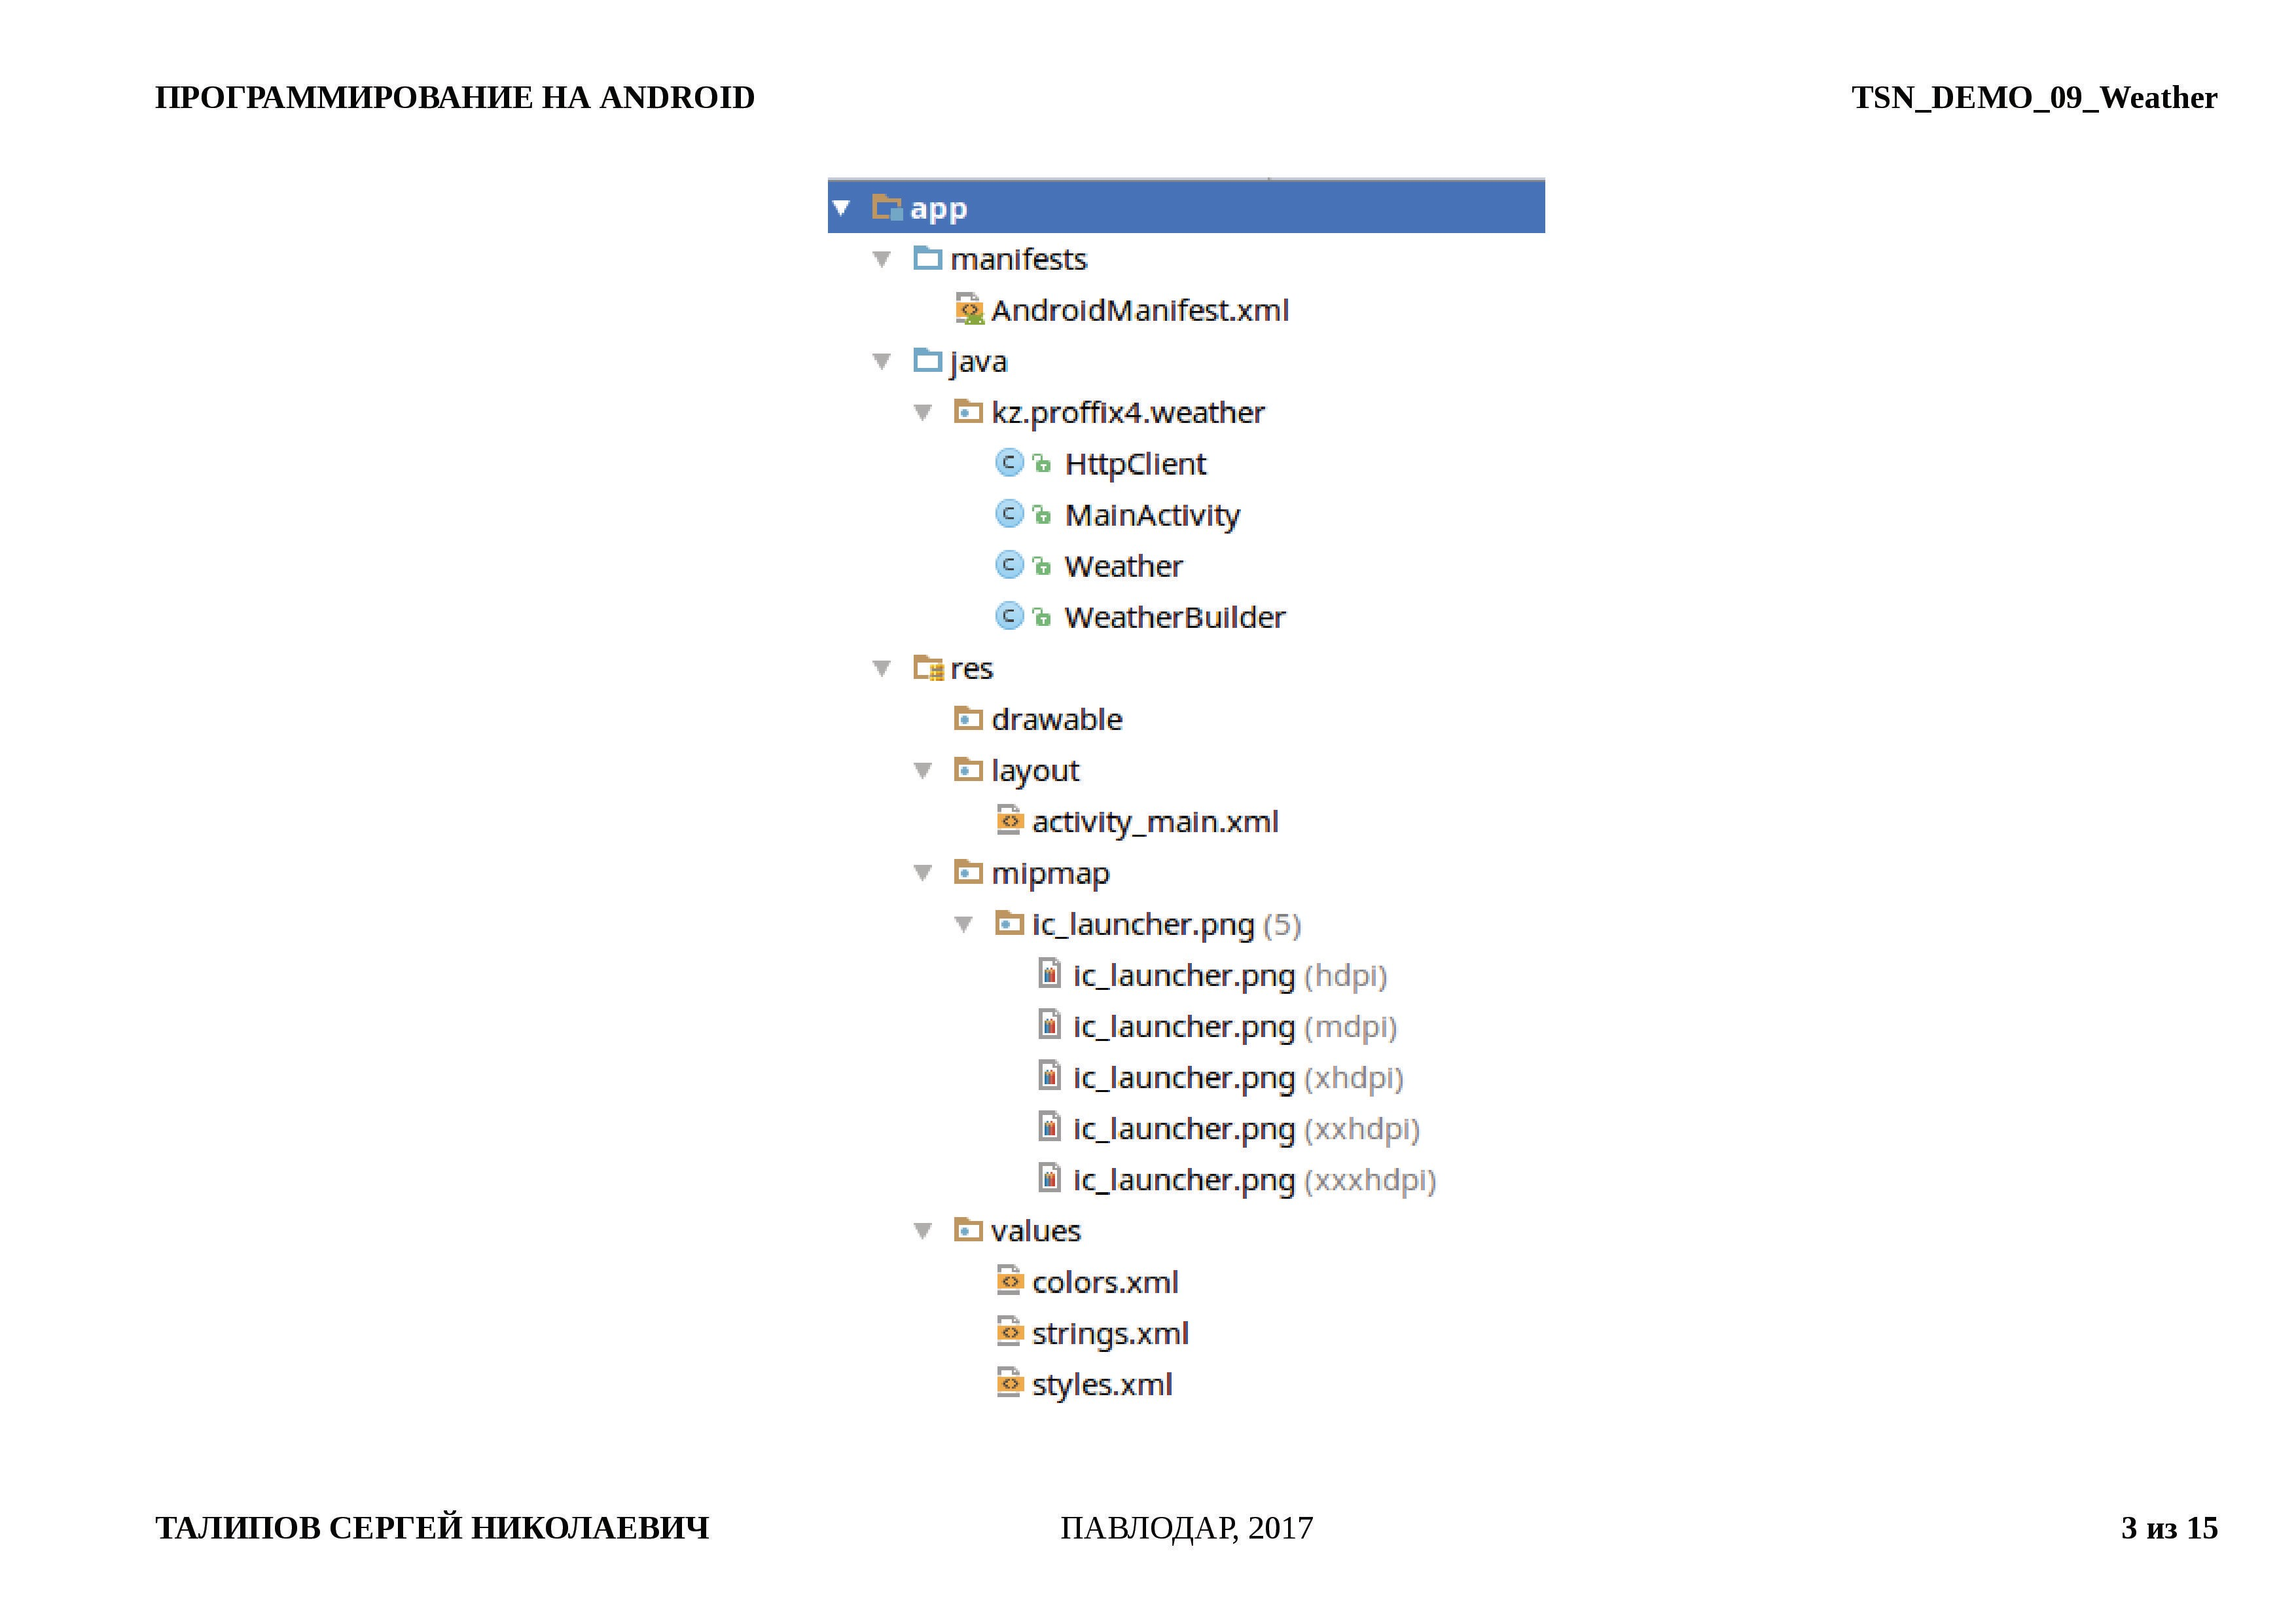 ПРОГРАММИРОВАНИЕ НА ANDROID TSN_DEMO_09_Weather
app
manifests
AndroidManifest.xml
java
kz.proffix4.weather
HttpClient
MainActivity
Weather
WeatherBuilder
res
drawable
layout
activity_main.xml
mipmap
ic_launcher.png (5)
ic_launcher.png (hdpi)
ic_launcher.png (mdpi)
ic_launcher.png (xhdpi)
ic_launcher.png (xxhdpi)
ic_launcher.png (xxxhdpi)
values
colors.xml
strings.xml
styles.xml
ТАЛИПОВ СЕРГЕЙ НИКОЛАЕВИЧ ПАВЛОДАР, 2017 3 из 15